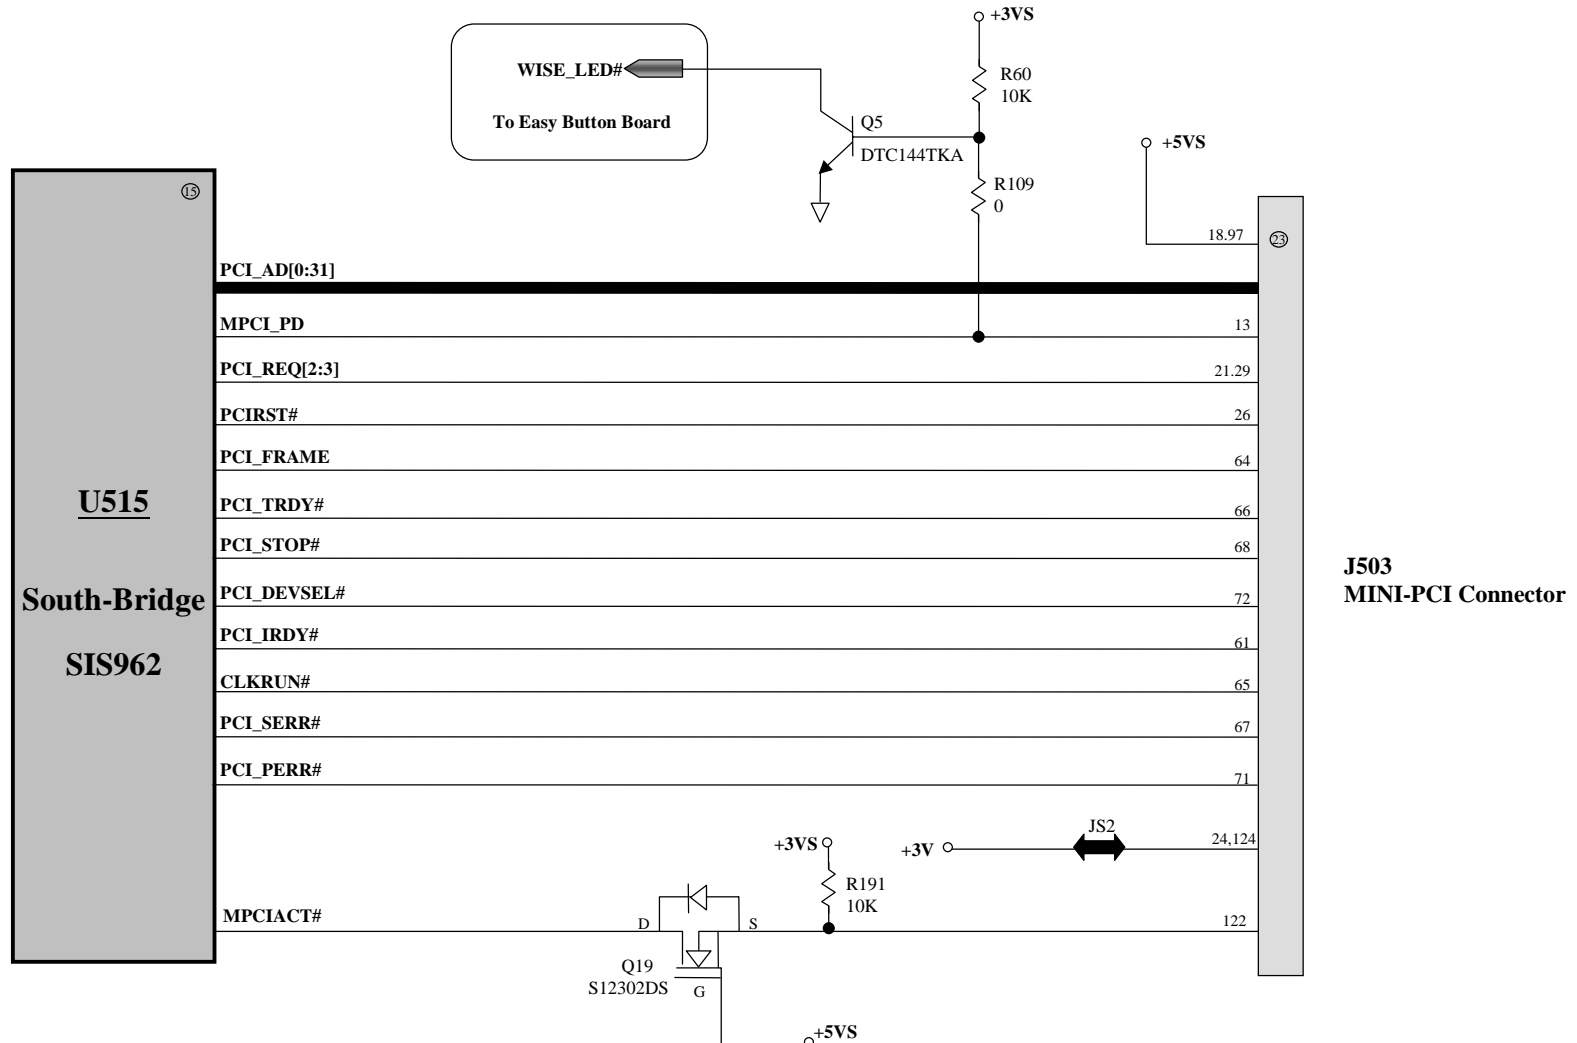 +3VS
WISE_LED#
To Easy Button Board
R60
10K
Q5
DTC144TKA
R109
0
+5VS
15
18.97
23
PCI_AD[0:31]
MPCI_PD
13
PCI_REQ[2:3]
21.29
PCIRST#
26
PCI_FRAME
64
U515
South-Bridge
SIS962
PCI_TRDY#
66
PCI_STOP#
68
J503
MINI-PCI Connector
PCI_DEVSEL#
72
PCI_IRDY#
61
CLKRUN#
65
PCI_SERR#
67
PCI_PERR#
71
JS2
+3VS
+3V
24,124
R191
10K
MPCIACT#
D
S
122
Q19
S12302DS
G
+5VS